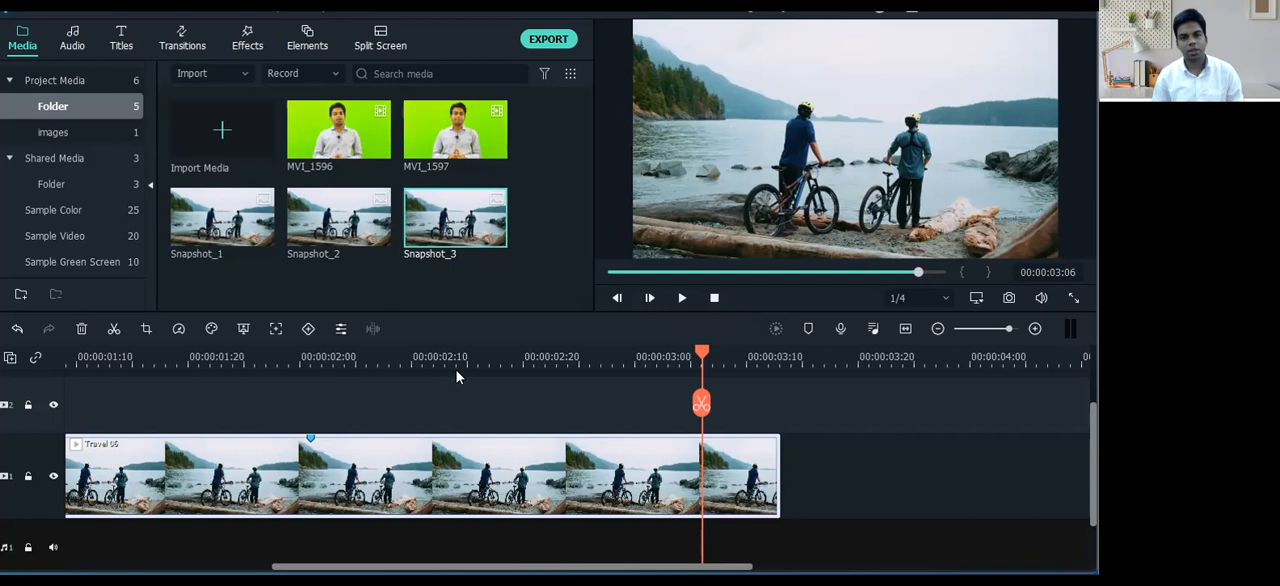 Media
Audio
Titles
Transitions
Effects
Elements
Split Screen
EXPORT
Project Media 6
Folder 5
images 1
Shared Media 3
Folder 3
Sample Color 25
Sample Video 20
Sample Green Screen 10
Import
Record
Search media
Import Media
MVI_1596
MVI_1597
Snapshot_1
Snapshot_2
Snapshot_3
{ } 00:00:03:06
1/4
00:00:01:10 00:00:01:20 00:00:02:00 00:00:02:10 00:00:02:20 00:00:03:00 00:00:03:10 00:00:03:20 00:00:04:00
2
Travel 06
1
1